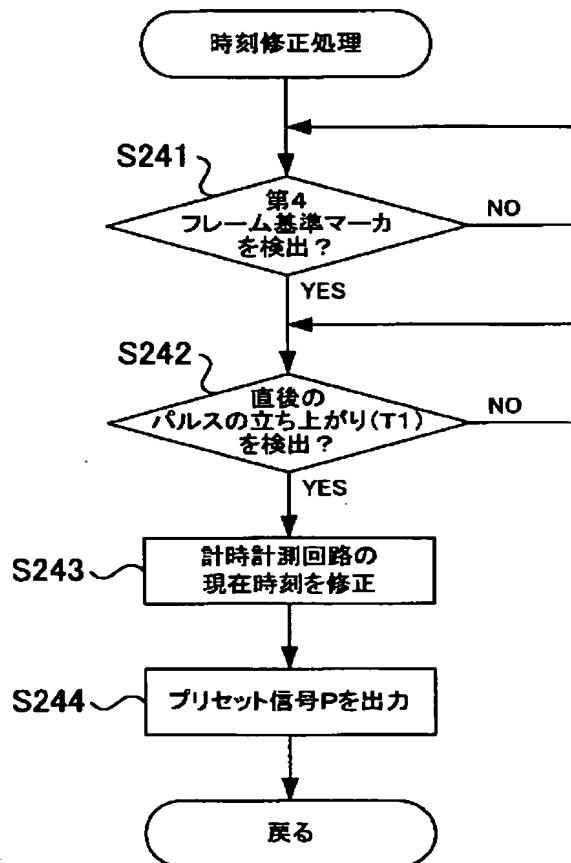 時刻修正処理
S241
第4
フレーム基準マーカ
を検出？
NO
YES
S242
直後の
パルスの立ち上がり(T1)
を検出？
NO
YES
S243
計時計測回路の
現在時刻を修正
S244
プリセット信号Pを出力
戻る